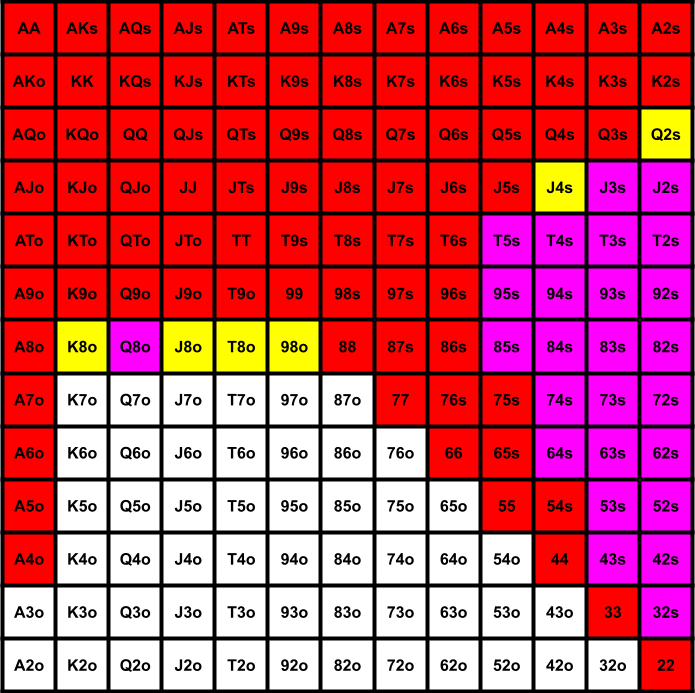 AA AKs AQs AJs ATs A9s A8s A7s A6s A5s A4s A3s A2s
AKo KK KQs KJs KTs K9s K8s K7s K6s K5s K4s K3s K2s
AQo KQo QQ QJs QTs Q9s Q8s Q7s Q6s Q5s Q4s Q3s Q2s
AJo KJo QJo JJ JTs J9s J8s J7s J6s J5s J4s J3s J2s
ATo KTo QTo JTo TT T9s T8s T7s T6s T5s T4s T3s T2s
A9o K9o Q9o J9o T9o 99 98s 97s 96s 95s 94s 93s 92s
A8o K8o Q8o J8o T8o 98o 88 87s 86s 85s 84s 83s 82s
A7o K7o Q7o J7o T7o 97o 87o 77 76s 75s 74s 73s 72s
A6o K6o Q6o J6o T6o 96o 86o 76o 66 65s 64s 63s 62s
A5o K5o Q5o J5o T5o 95o 85o 75o 65o 55 54s 53s 52s
A4o K4o Q4o J4o T4o 94o 84o 74o 64o 54o 44 43s 42s
A3o K3o Q3o J3o T3o 93o 83o 73o 63o 53o 43o 33 32s
A2o K2o Q2o J2o T2o 92o 82o 72o 62o 52o 42o 32o 22